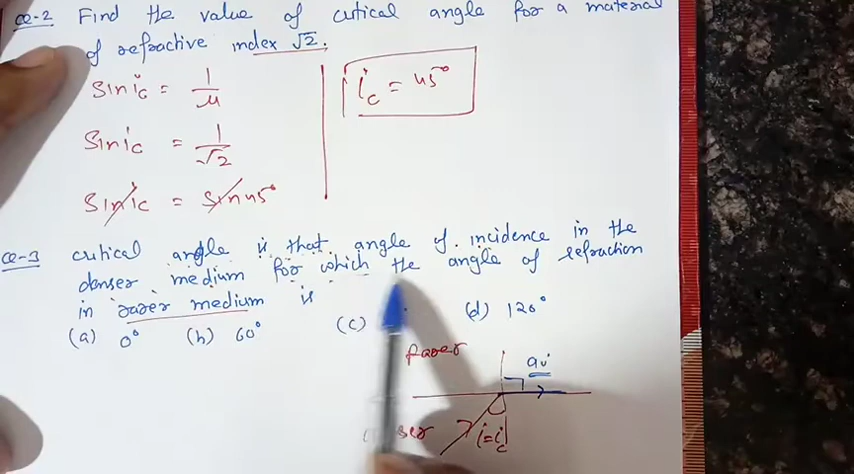 Q-2 Find the value of critical angle for a material
of refractive index √2.
Sin ic = 1/μ
Sin ic = 1/√2
Sin ic = sin 45°
ic = 45°
Q-3 critical angle is that angle of incidence in the
denser medium for which the angle of refraction
in rarer medium is
(a) 0° (b) 60° (c) (d) 120°
rarer
90°
i=ic